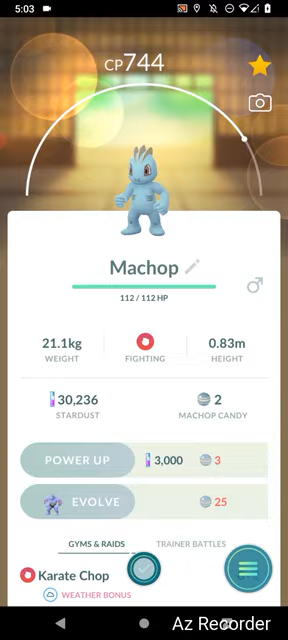 5:03
CP744
Machop
112 / 112 HP
21.1kg
WEIGHT
FIGHTING
0.83m
HEIGHT
30,236
STARDUST
2
MACHOP CANDY
POWER UP
3,000
3
EVOLVE
25
GYMS & RAIDS
TRAINER BATTLES
Karate Chop
WEATHER BONUS
Az Recorder